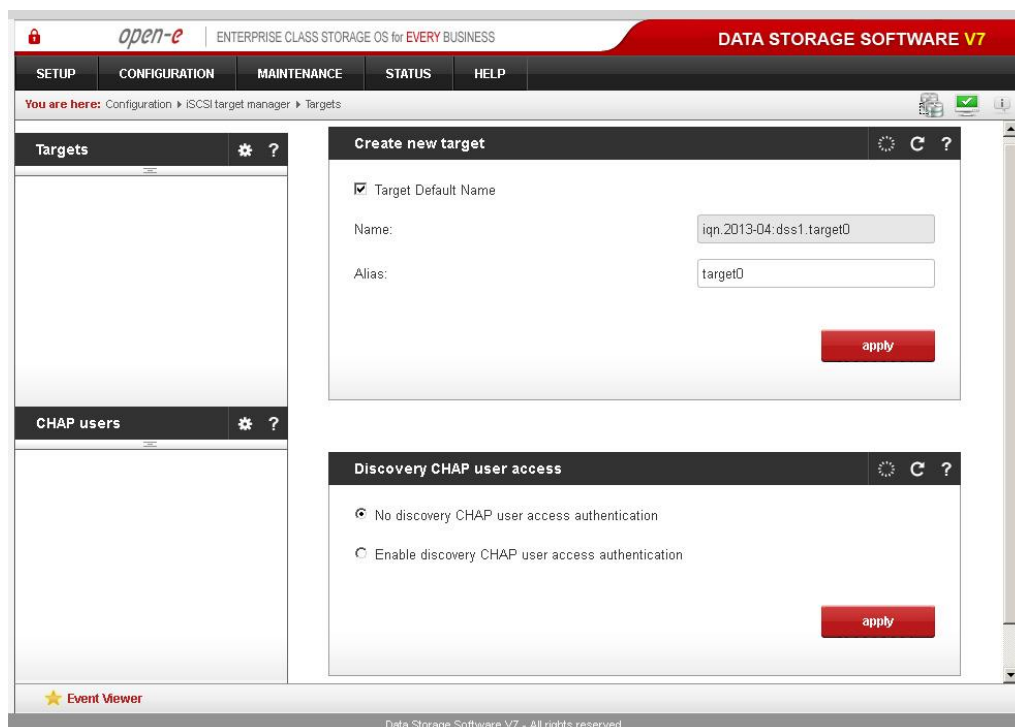 open-e ENTERPRISE CLASS STORAGE OS for EVERY BUSINESS DATA STORAGE SOFTWARE V7
SETUP CONFIGURATION MAINTENANCE STATUS HELP
You are here: Configuration iSCSI target manager Targets
Targets ?
Create new target ?
Target Default Name
Name: iqn.2013-04:dss1.target0
Alias: target0
apply
CHAP users ?
Discovery CHAP user access ?
No discovery CHAP user access authentication
Enable discovery CHAP user access authentication
apply
Event Viewer
Data Storage Software V7 - All rights reserved